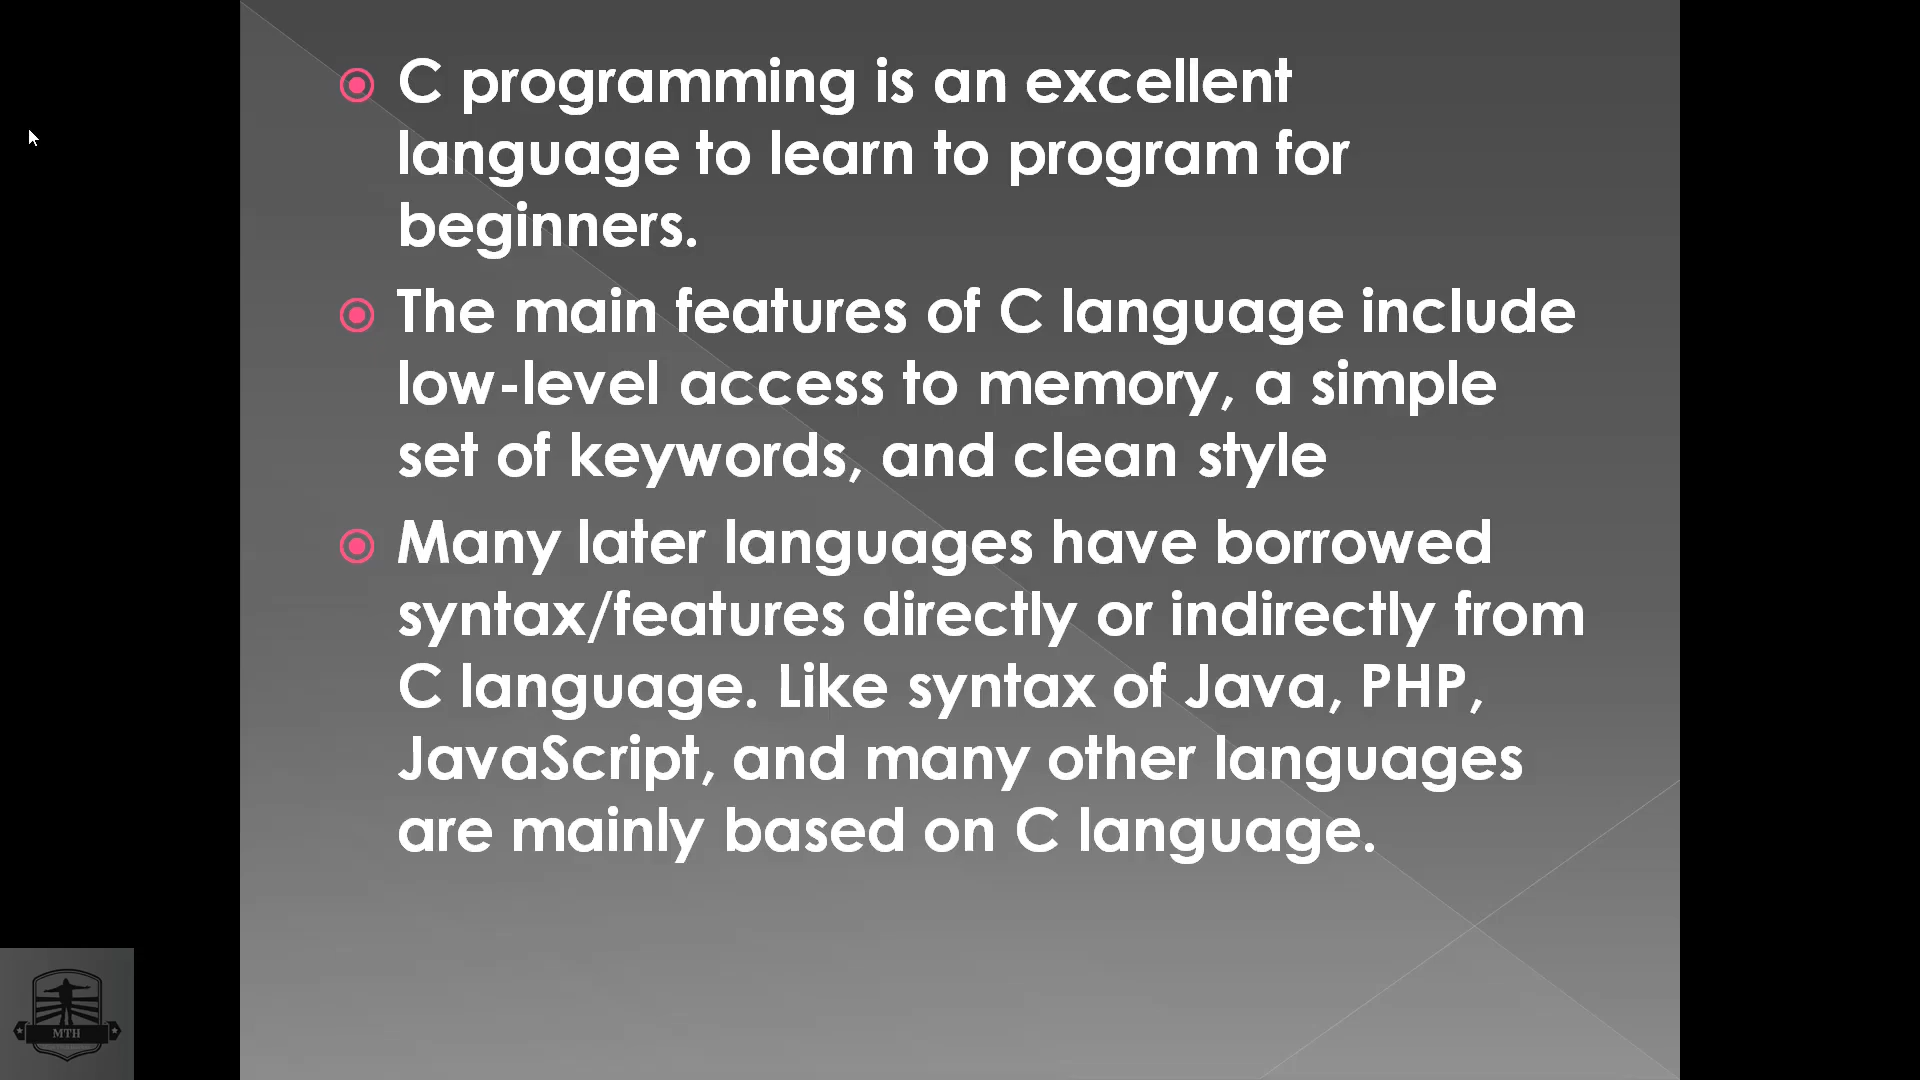 C programming is an excellent
language to learn to program for
beginners.
The main features of C language include
low-level access to memory, a simple
set of keywords, and clean style
Many later languages have borrowed
syntax/features directly or indirectly from
C language. Like syntax of Java, PHP,
JavaScript, and many other languages
are mainly based on C language.
MTH